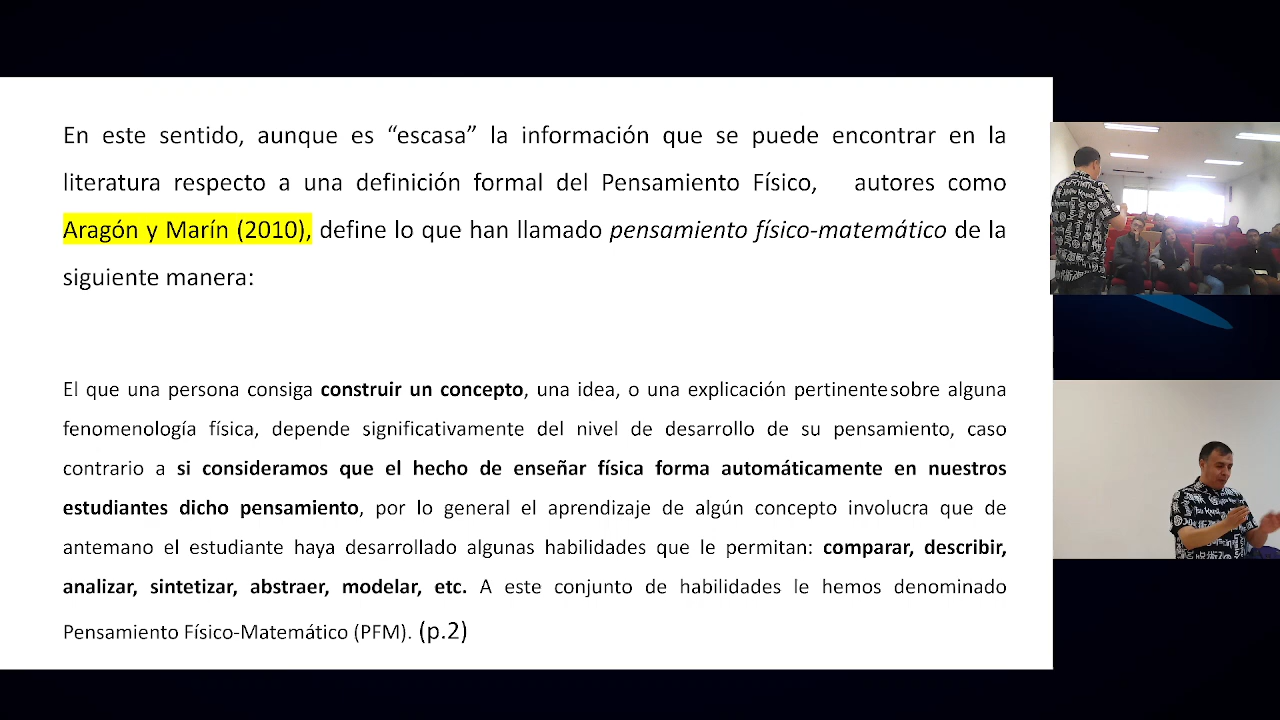 En este sentido, aunque es “escasa” la información que se puede encontrar en la
literatura respecto a una definición formal del Pensamiento Físico, autores como
Aragón y Marín (2010), define lo que han llamado pensamiento físico-matemático de la
siguiente manera:
El que una persona consiga construir un concepto, una idea, o una explicación pertinente sobre alguna
fenomenología física, depende significativamente del nivel de desarrollo de su pensamiento, caso
contrario a si consideramos que el hecho de enseñar física forma automáticamente en nuestros
estudiantes dicho pensamiento, por lo general el aprendizaje de algún concepto involucra que de
antemano el estudiante haya desarrollado algunas habilidades que le permitan: comparar, describir,
analizar, sintetizar, abstraer, modelar, etc. A este conjunto de habilidades le hemos denominado
Pensamiento Físico-Matemático (PFM). (p.2)